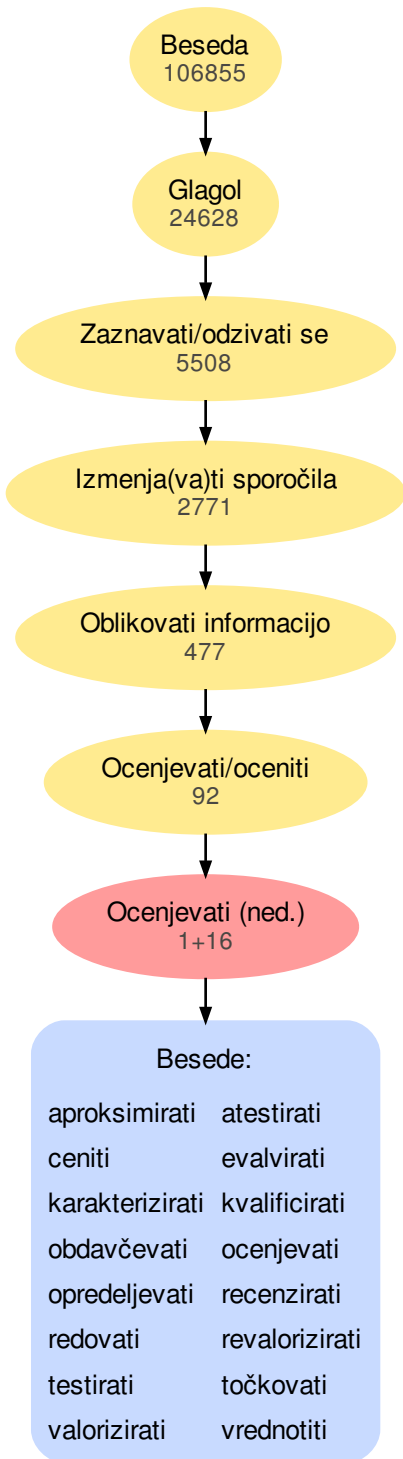 Beseda
106855
Glagol
24628
Zaznavati/odzivati se
5508
Izmenja(va)ti sporočila
2771
Oblikovati informacijo
477
Ocenjevati/oceniti
92
Ocenjevati (ned.)
1+16
Besede:
aproksimirati atestirati
ceniti evalvirati
karakterizirati kvalificirati
obdavčevati ocenjevati
opredeljevati recenzirati
redovati revalorizirati
testirati točkovati
valorizirati vrednotiti